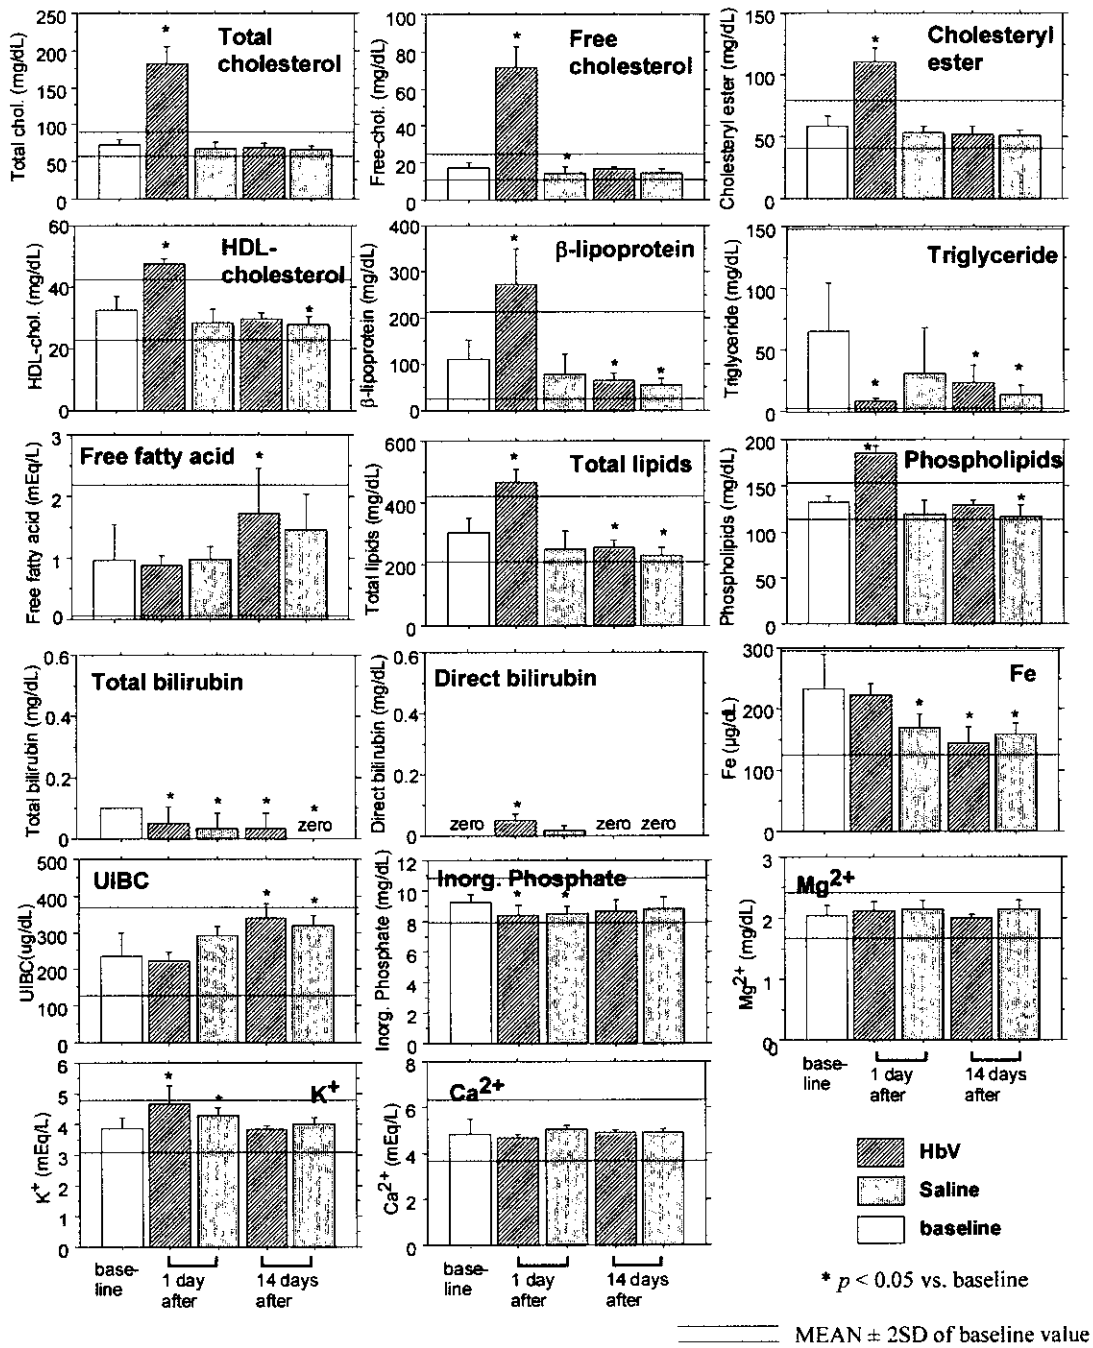 250
200
150
100
50
0
Total chol. (mg/dL)
*
Total
cholesterol
100
80
60
40
20
0
Free-chol. (mg/dL)
*
*
Free
cholesterol
150
100
50
0
Cholesteryl ester (mg/dL)
*
Cholesteryl
ester
60
40
20
0
HDL-chol. (mg/dL)
*
*
HDL-
cholesterol
400
300
200
100
0
β-lipoprotein (mg/dL)
*
*
*
β-lipoprotein
150
100
50
0
Triglyceride (mg/dL)
*
*
*
Triglyceride
3
2
1
0
Free fatty acid (mEq/L)
*
Free fatty acid
600
400
200
0
Total lipids (mg/dL)
*
*
*
Total lipids
200
150
100
50
0
Phospholipids (mg/dL)
*
*
Phospholipids
0.6
0.4
0.2
0
Total bilirubin (mg/dL)
Total bilirubin
*
*
*
*
zero
0.6
0.4
0.2
0
Direct bilirubin (mg/dL)
Direct bilirubin
*
zero
zero zero
300
200
100
0
Fe (µg/dL)
*
*
*
Fe
500
400
300
200
100
0
UIBC(ug/dL)
UIBC
*
*
12
10
8
6
4
2
0
Inorg. Phosphate (mg/dL)
Inorg. Phosphate
*
*
3
2
1
0
0
Mg2+ (mg/dL)
Mg2+
base-
line
1 day
after
14 days
after
6
5
4
3
2
1
0
K+ (mEq/L)
*
*
K+
base-
line
1 day
after
14 days
after
8
6
4
2
0
Ca2+ (mEq/L)
Ca2+
base-
line
1 day
after
14 days
after
HbV
Saline
baseline
* p < 0.05 vs. baseline
MEAN ± 2SD of baseline value